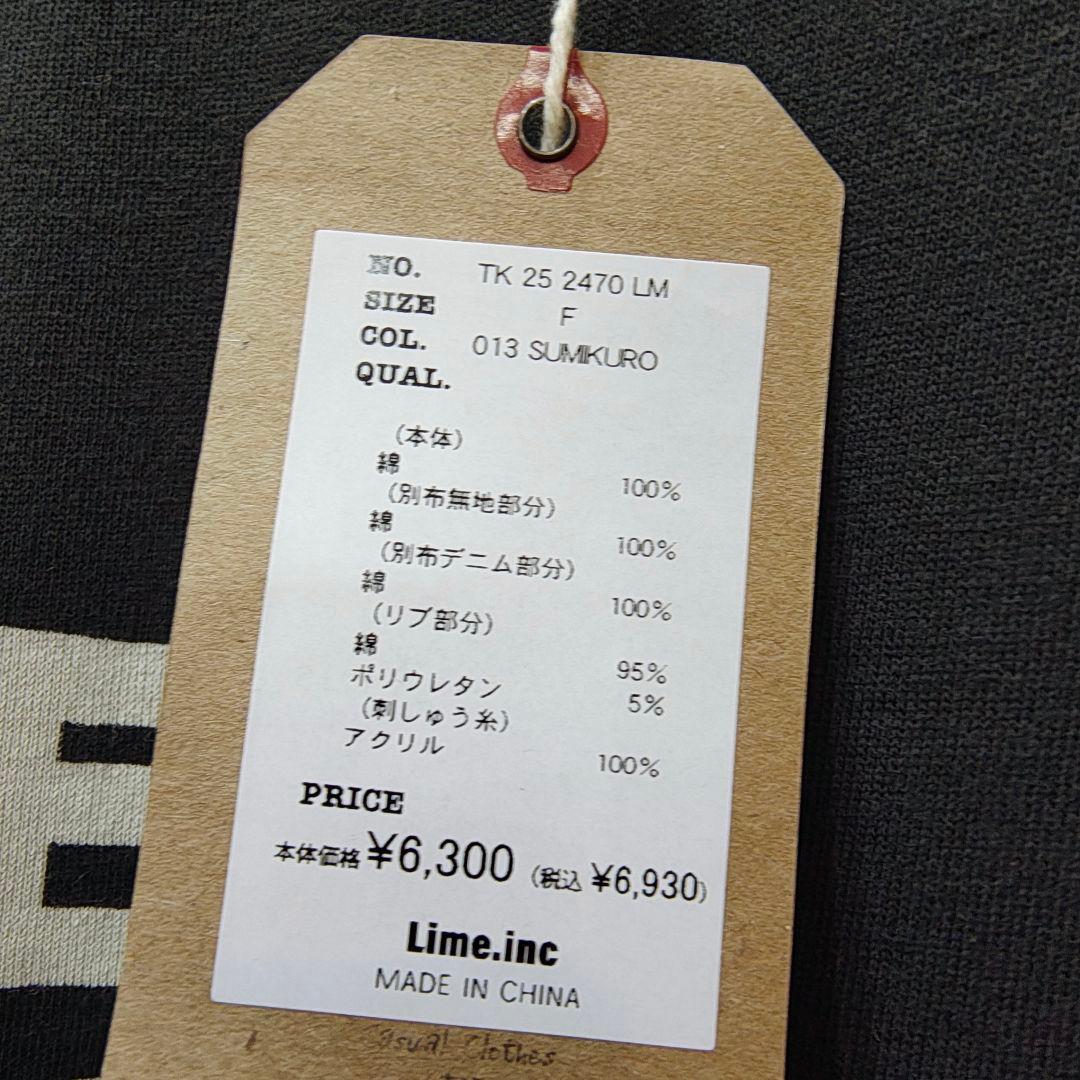 NO. TK 25 2470 LM
SIZE F
COL. 013 SUMIKURO
QUAL.
（本体）
綿 100%
（別布無地部分）
綿 100%
（別布デニム部分）
綿 100%
（リブ部分）
綿 95%
ポリウレタン 5%
（刺しゅう糸）
アクリル 100%
PRICE
本体価格 ¥6,300 （税込 ¥6,930）
Lime.inc
MADE IN CHINA
Clothes